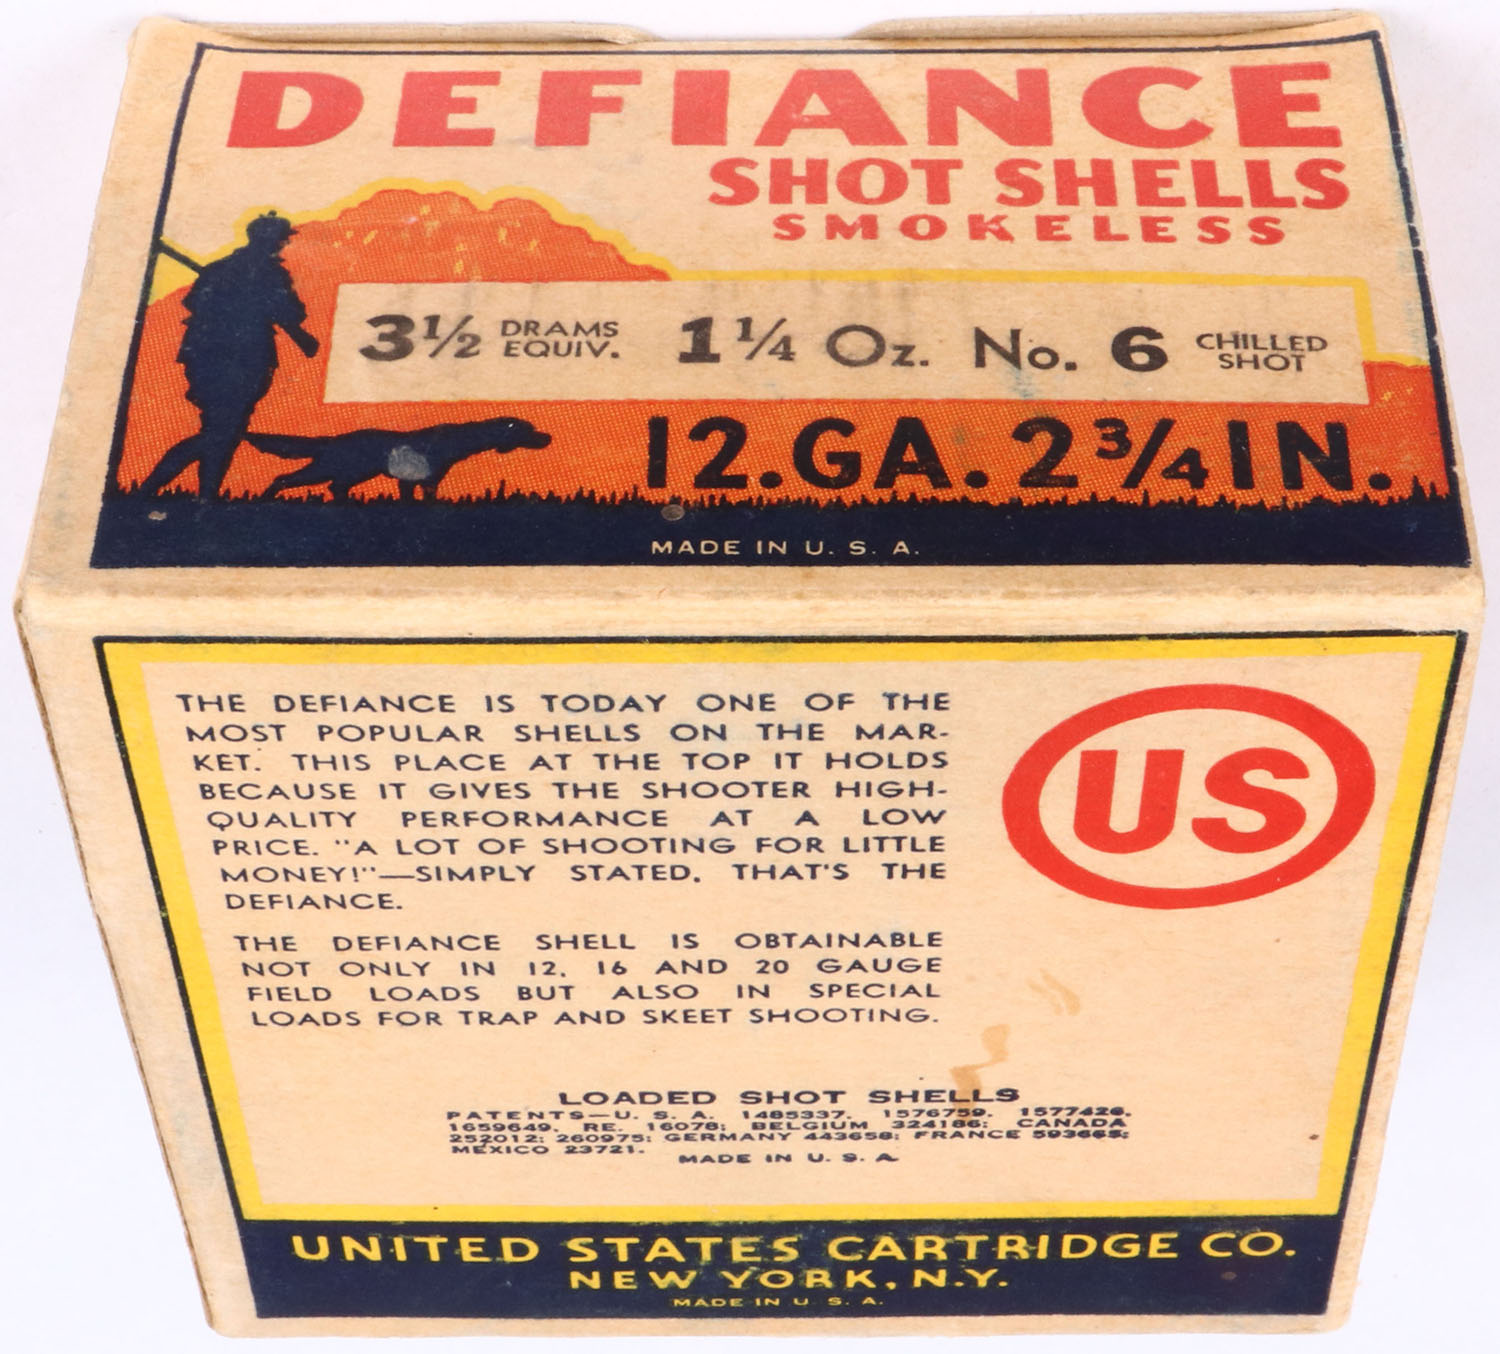 DEFIANCE
SHOT SHELLS
SMOKELESS
3½ DRAMS EQUIV. 1¼ Oz. No. 6 CHILLED SHOT
12.GA. 2¾ IN.
MADE IN U. S. A.
THE DEFIANCE IS TODAY ONE OF THE
MOST POPULAR SHELLS ON THE MAR-
KET. THIS PLACE AT THE TOP IT HOLDS
BECAUSE IT GIVES THE SHOOTER HIGH-
QUALITY PERFORMANCE AT A LOW
PRICE. "A LOT OF SHOOTING FOR LITTLE
MONEY!"—SIMPLY STATED, THAT'S THE
DEFIANCE.
THE DEFIANCE SHELL IS OBTAINABLE
NOT ONLY IN 12, 16 AND 20 GAUGE
FIELD LOADS BUT ALSO IN SPECIAL
LOADS FOR TRAP AND SKEET SHOOTING.
US
LOADED SHOT SHELLS
PATENTS—U. S. A. 1485337, 1576759, 1577426,
1659649, RE. 16078; BELGIUM 324186; CANADA
252012; 260975; GERMANY 443658; FRANCE 593665;
MEXICO 23721.
MADE IN U. S. A.
UNITED STATES CARTRIDGE CO.
NEW YORK, N.Y.
MADE IN U. S. A.